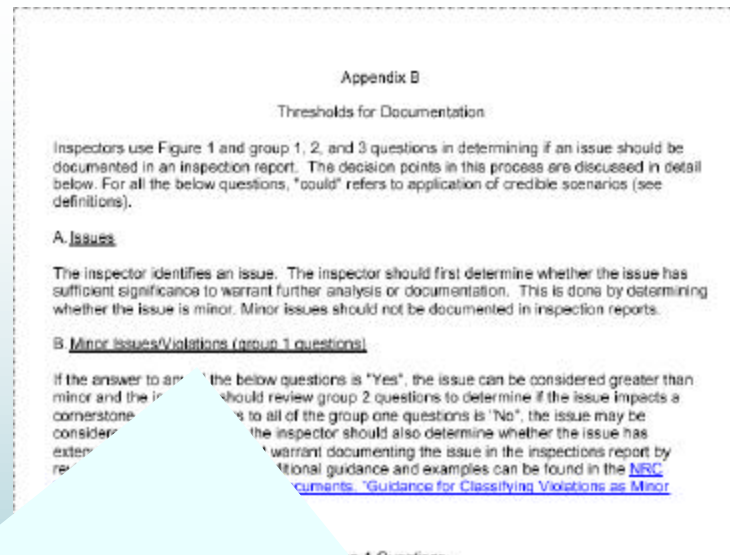 Appendix B
Thresholds for Documentation
Inspectors use Figure 1 and group 1, 2, and 3 questions in determining if an issue should be
documented in an inspection report. The decision points in this process are discussed in detail
below. For all the below questions, "could" refers to application of credible scenarios (see
definitions).
A. Issues
The inspector identifies an issue. The inspector should first determine whether the issue has
sufficient significance to warrant further analysis or documentation. This is done by determining
whether the issue is minor. Minor issues should not be documented in inspection reports.
B. Minor Issues/Violations (group 1 questions)
If the answer to the below questions is "Yes", the issue can be considered greater than
minor and the should review group 2 questions to determine if the issue impacts a
cornerstone to all of the group one questions is "No", the issue may be
the inspector should also determine whether the issue has
warrant documenting the issue in the inspections report by
guidance and examples can be found in the NRC
"Guidance for Classifying Violations as Minor